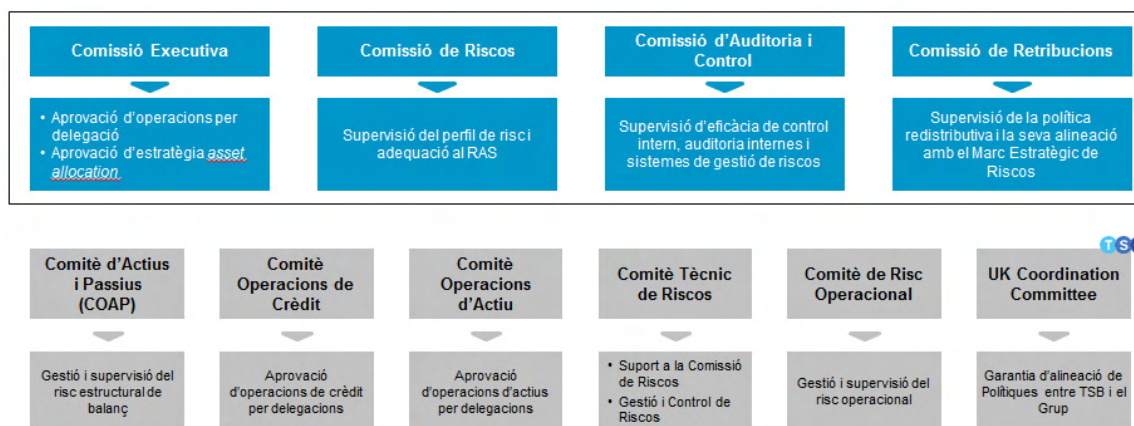 Comissió Executiva
Comissió de Riscos
Comissió d'Auditoria i
Control
Comissió de Retribucions
• Aprovació d'operacions per
delegació
• Aprovació d'estratègia asset
allocation
Supervisió del perfil de risc i
adequació al RAS
Supervisió d'eficàcia de control
intern, auditoria internes i
sistemes de gestió de riscos
Supervisió de la política
redistributiva i la seva alineació
amb el Marc Estratègic de
Riscos
TS
Comitè d'Actius
i Passius
(COAP)
Comitè
Operacions de
Crèdit
Comitè
Operacions
d'Actiu
Comitè Tècnic
de Riscos
Comitè de Risc
Operacional
UK Coordination
Committee
Gestió i supervisió del
risc estructural de
balanç
Aprovació
d'operacions de crèdit
per delegacions
Aprovació
d'operacions d'actius
per delegacions
• Suport a la Comissió
de Riscos
• Gestió i Control de
Riscos
Gestió i supervisió del
risc operacional
Garantia d'alineació de
Polítiques entre TSB i el
Grup